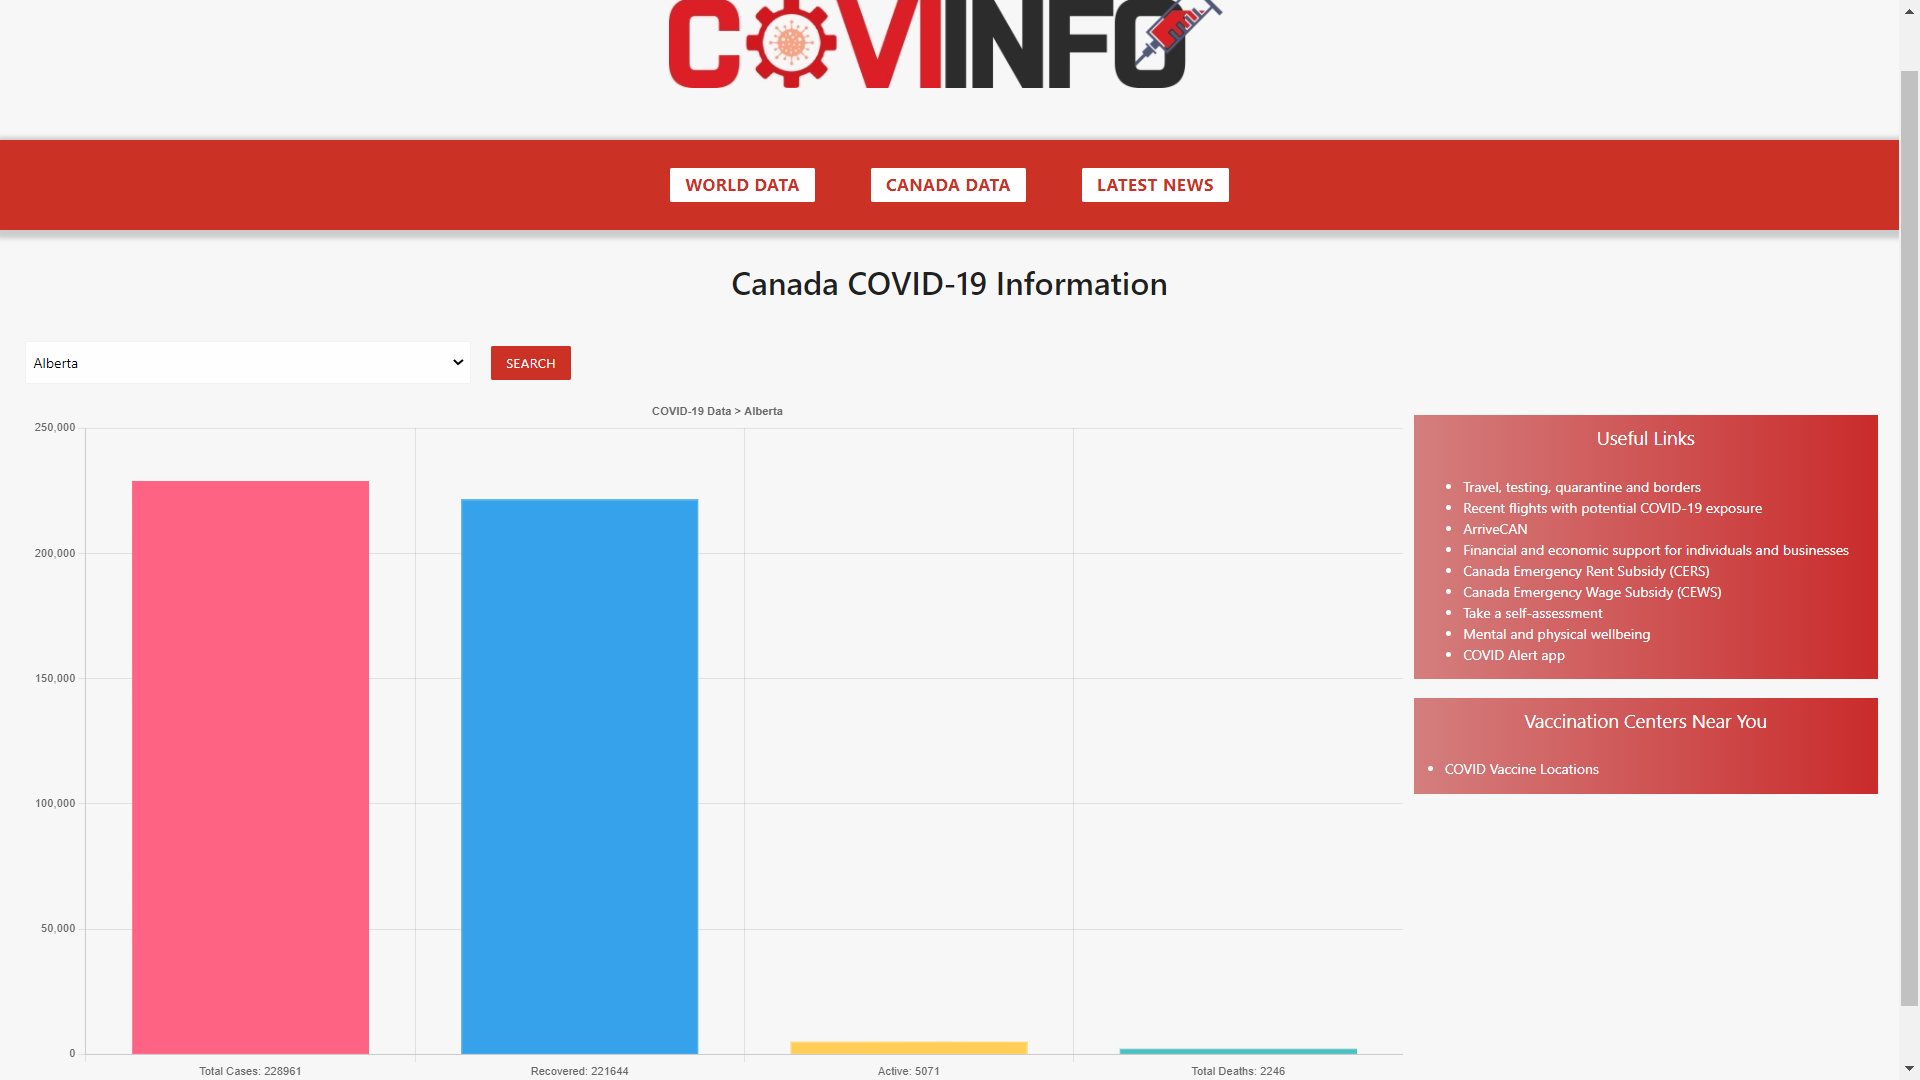 COVIINFO
WORLD DATA
CANADA DATA
LATEST NEWS
Canada COVID-19 Information
Alberta
SEARCH
COVID-19 Data > Alberta
250,000
200,000
150,000
100,000
50,000
0
Total Cases: 228961
Recovered: 221644
Active: 5071
Total Deaths: 2246
Useful Links
Travel, testing, quarantine and borders
Recent flights with potential COVID-19 exposure
ArriveCAN
Financial and economic support for individuals and businesses
Canada Emergency Rent Subsidy (CERS)
Canada Emergency Wage Subsidy (CEWS)
Take a self-assessment
Mental and physical wellbeing
COVID Alert app
Vaccination Centers Near You
COVID Vaccine Locations